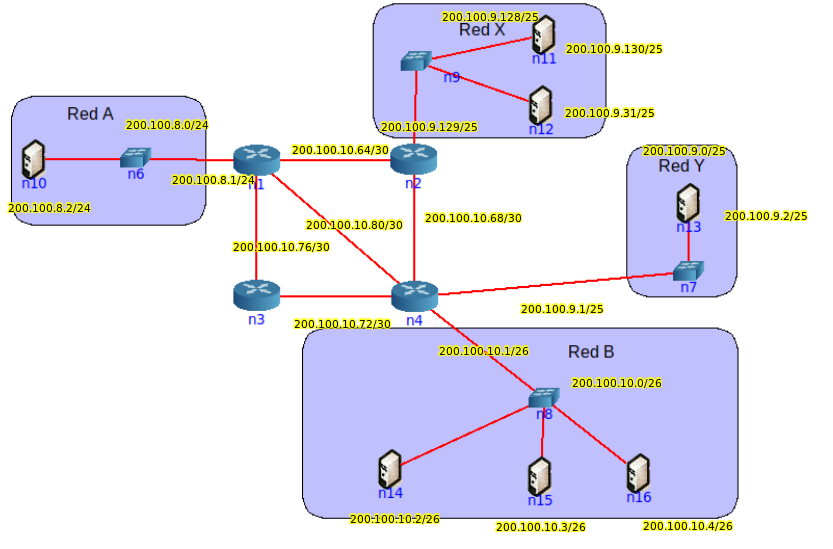 200.100.9.128/25
Red X
n11
200.100.9.130/25
n9
200.100.9.31/25
n12
200.100.9.129/25
Red A
200.100.8.0/24
n10
n6
200.100.8.1/24
n1
200.100.8.2/24
200.100.10.64/30
n2
200.100.9.0/25
Red Y
n13
200.100.9.2/25
n7
200.100.10.80/30
200.100.10.68/30
200.100.10.76/30
n3
n4
200.100.9.1/25
200.100.10.72/30
200.100.10.1/26
Red B
200.100.10.0/26
n8
n14
n15
n16
200.100.10.2/26
200.100.10.3/26
200.100.10.4/26